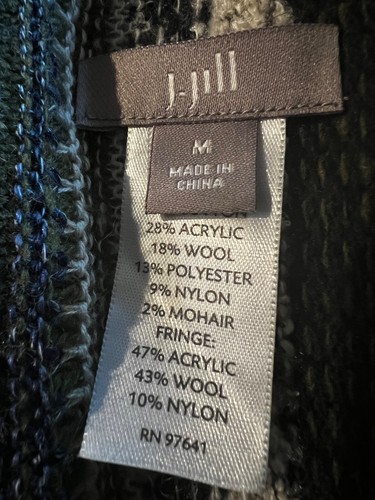 J.Jill
M
MADE IN
CHINA
28% ACRYLIC
18% WOOL
13% POLYESTER
9% NYLON
2% MOHAIR
FRINGE:
47% ACRYLIC
43% WOOL
10% NYLON
RN 97641